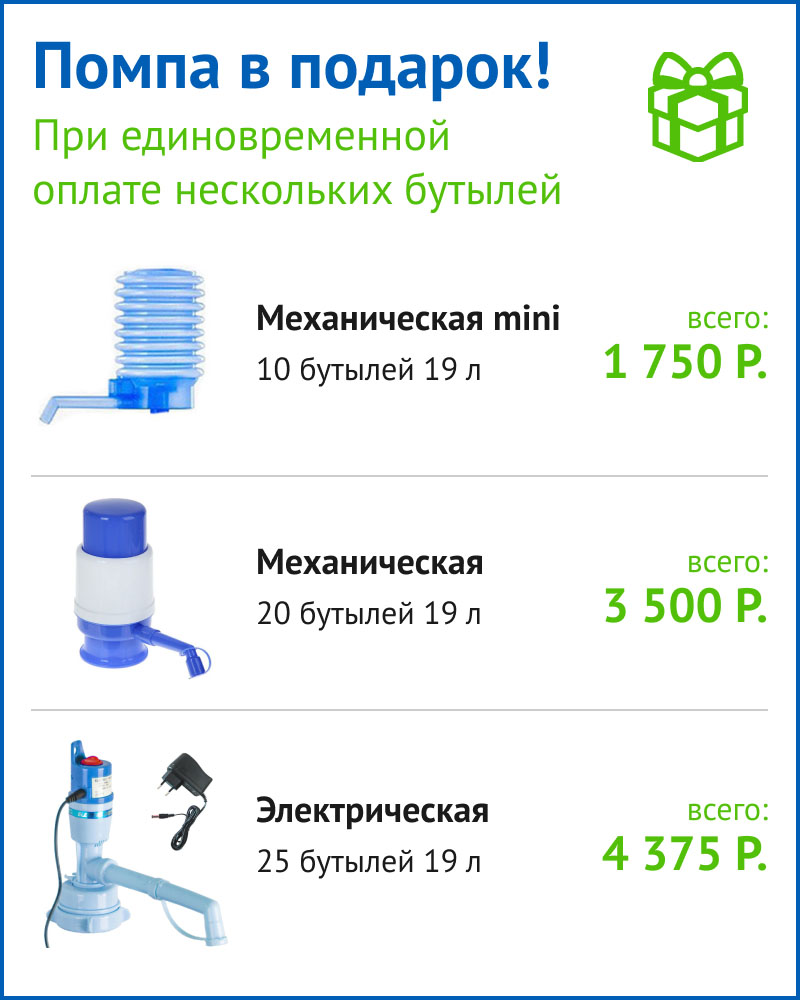 Помпа в подарок!
При единовременной
оплате нескольких бутылей
Механическая mini
10 бутылей 19 л
всего:
1 750 Р.
Механическая
20 бутылей 19 л
всего:
3 500 Р.
Электрическая
25 бутылей 19 л
всего:
4 375 Р.